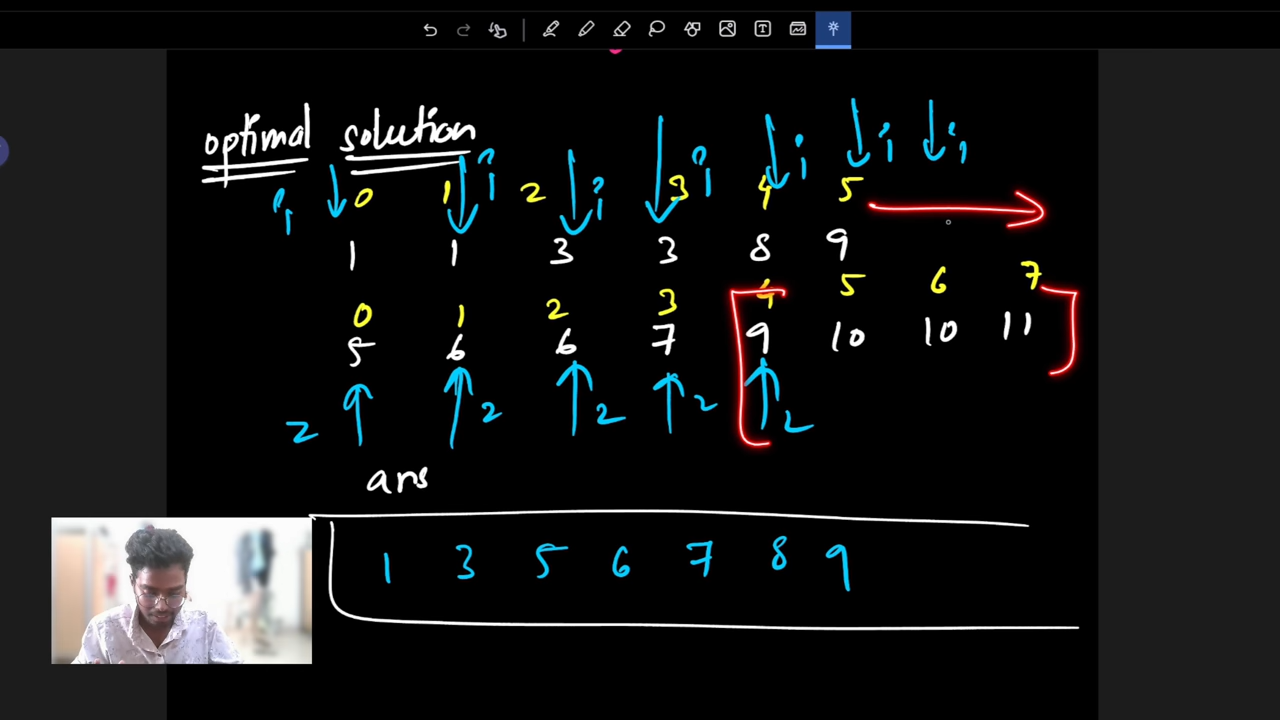 optimal solution
i i i i i i i
0 1 2 3 4 5
1 1 3 3 8 9
0 1 2 3 4 5 6 7
5 6 6 7 9 10 10 11
2 2 2 2 2
ans
1 3 5 6 7 8 9